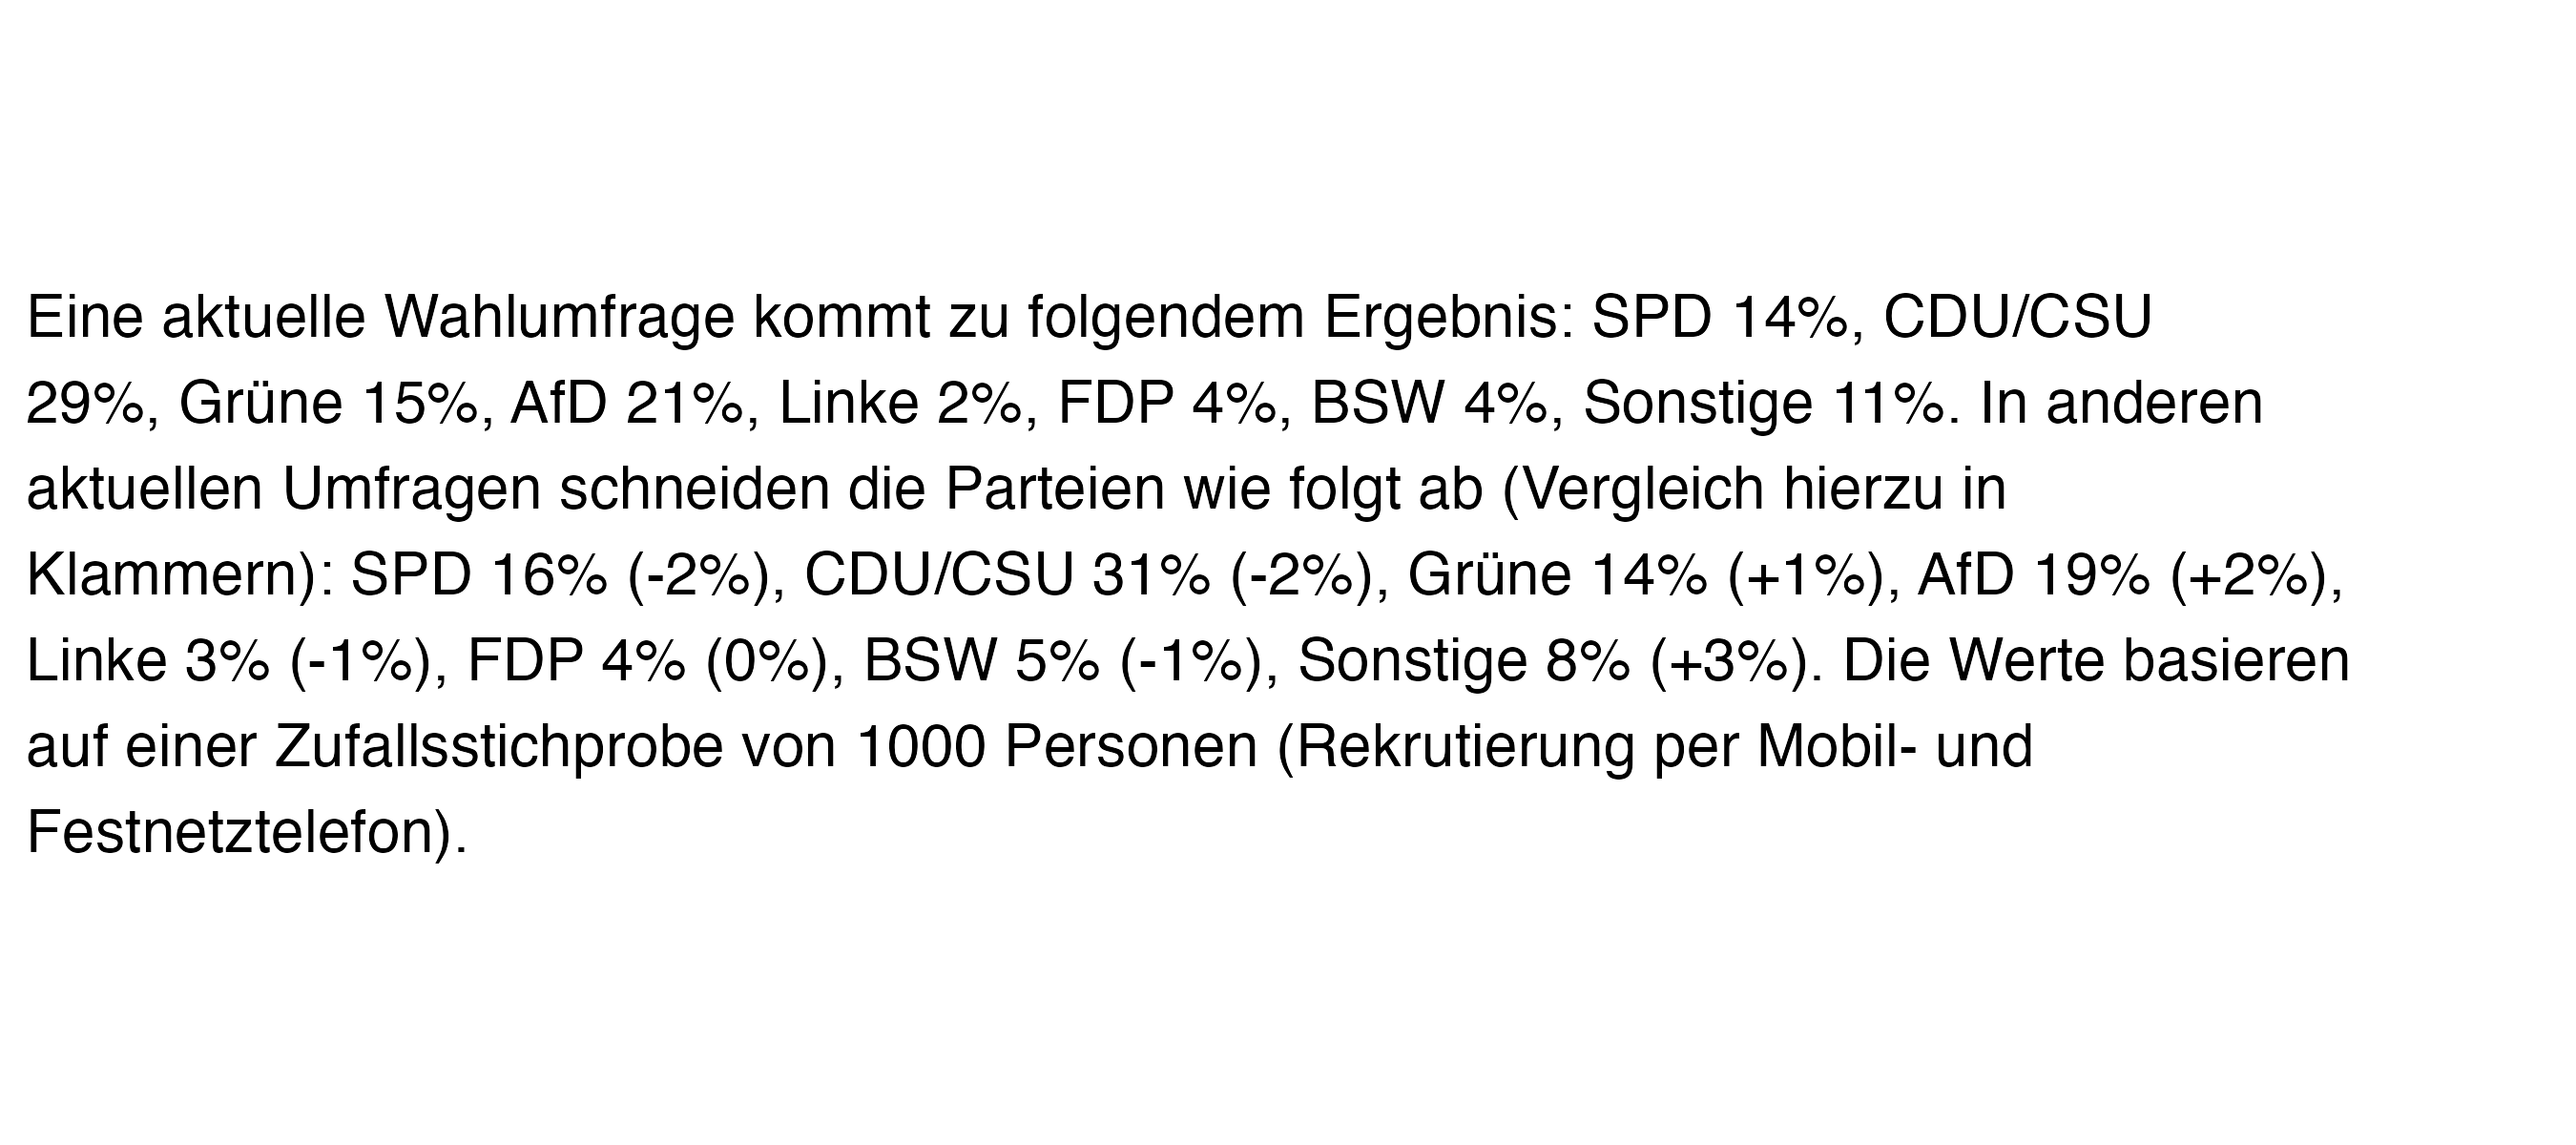 Eine aktuelle Wahlumfrage kommt zu folgendem Ergebnis: SPD 14%, CDU/CSU
29%, Grüne 15%, AfD 21%, Linke 2%, FDP 4%, BSW 4%, Sonstige 11%. In anderen
aktuellen Umfragen schneiden die Parteien wie folgt ab (Vergleich hierzu in
Klammern): SPD 16% (-2%), CDU/CSU 31% (-2%), Grüne 14% (+1%), AfD 19% (+2%),
Linke 3% (-1%), FDP 4% (0%), BSW 5% (-1%), Sonstige 8% (+3%). Die Werte basieren
auf einer Zufallsstichprobe von 1000 Personen (Rekrutierung per Mobil- und
Festnetztelefon).